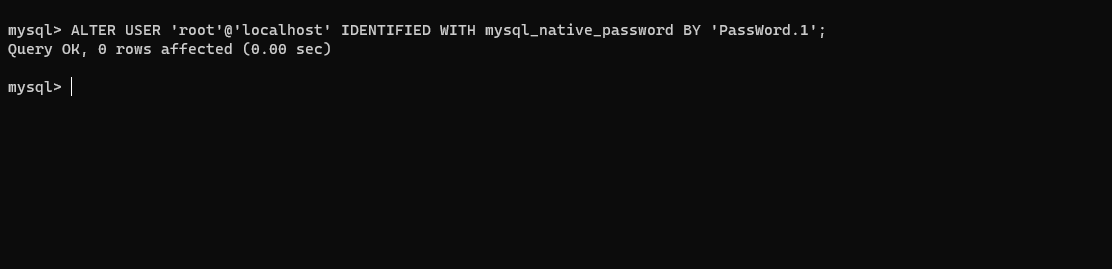 mysql> ALTER USER 'root'@'localhost' IDENTIFIED WITH mysql_native_password BY 'PassWord.1';
Query OK, 0 rows affected (0.00 sec)
mysql>